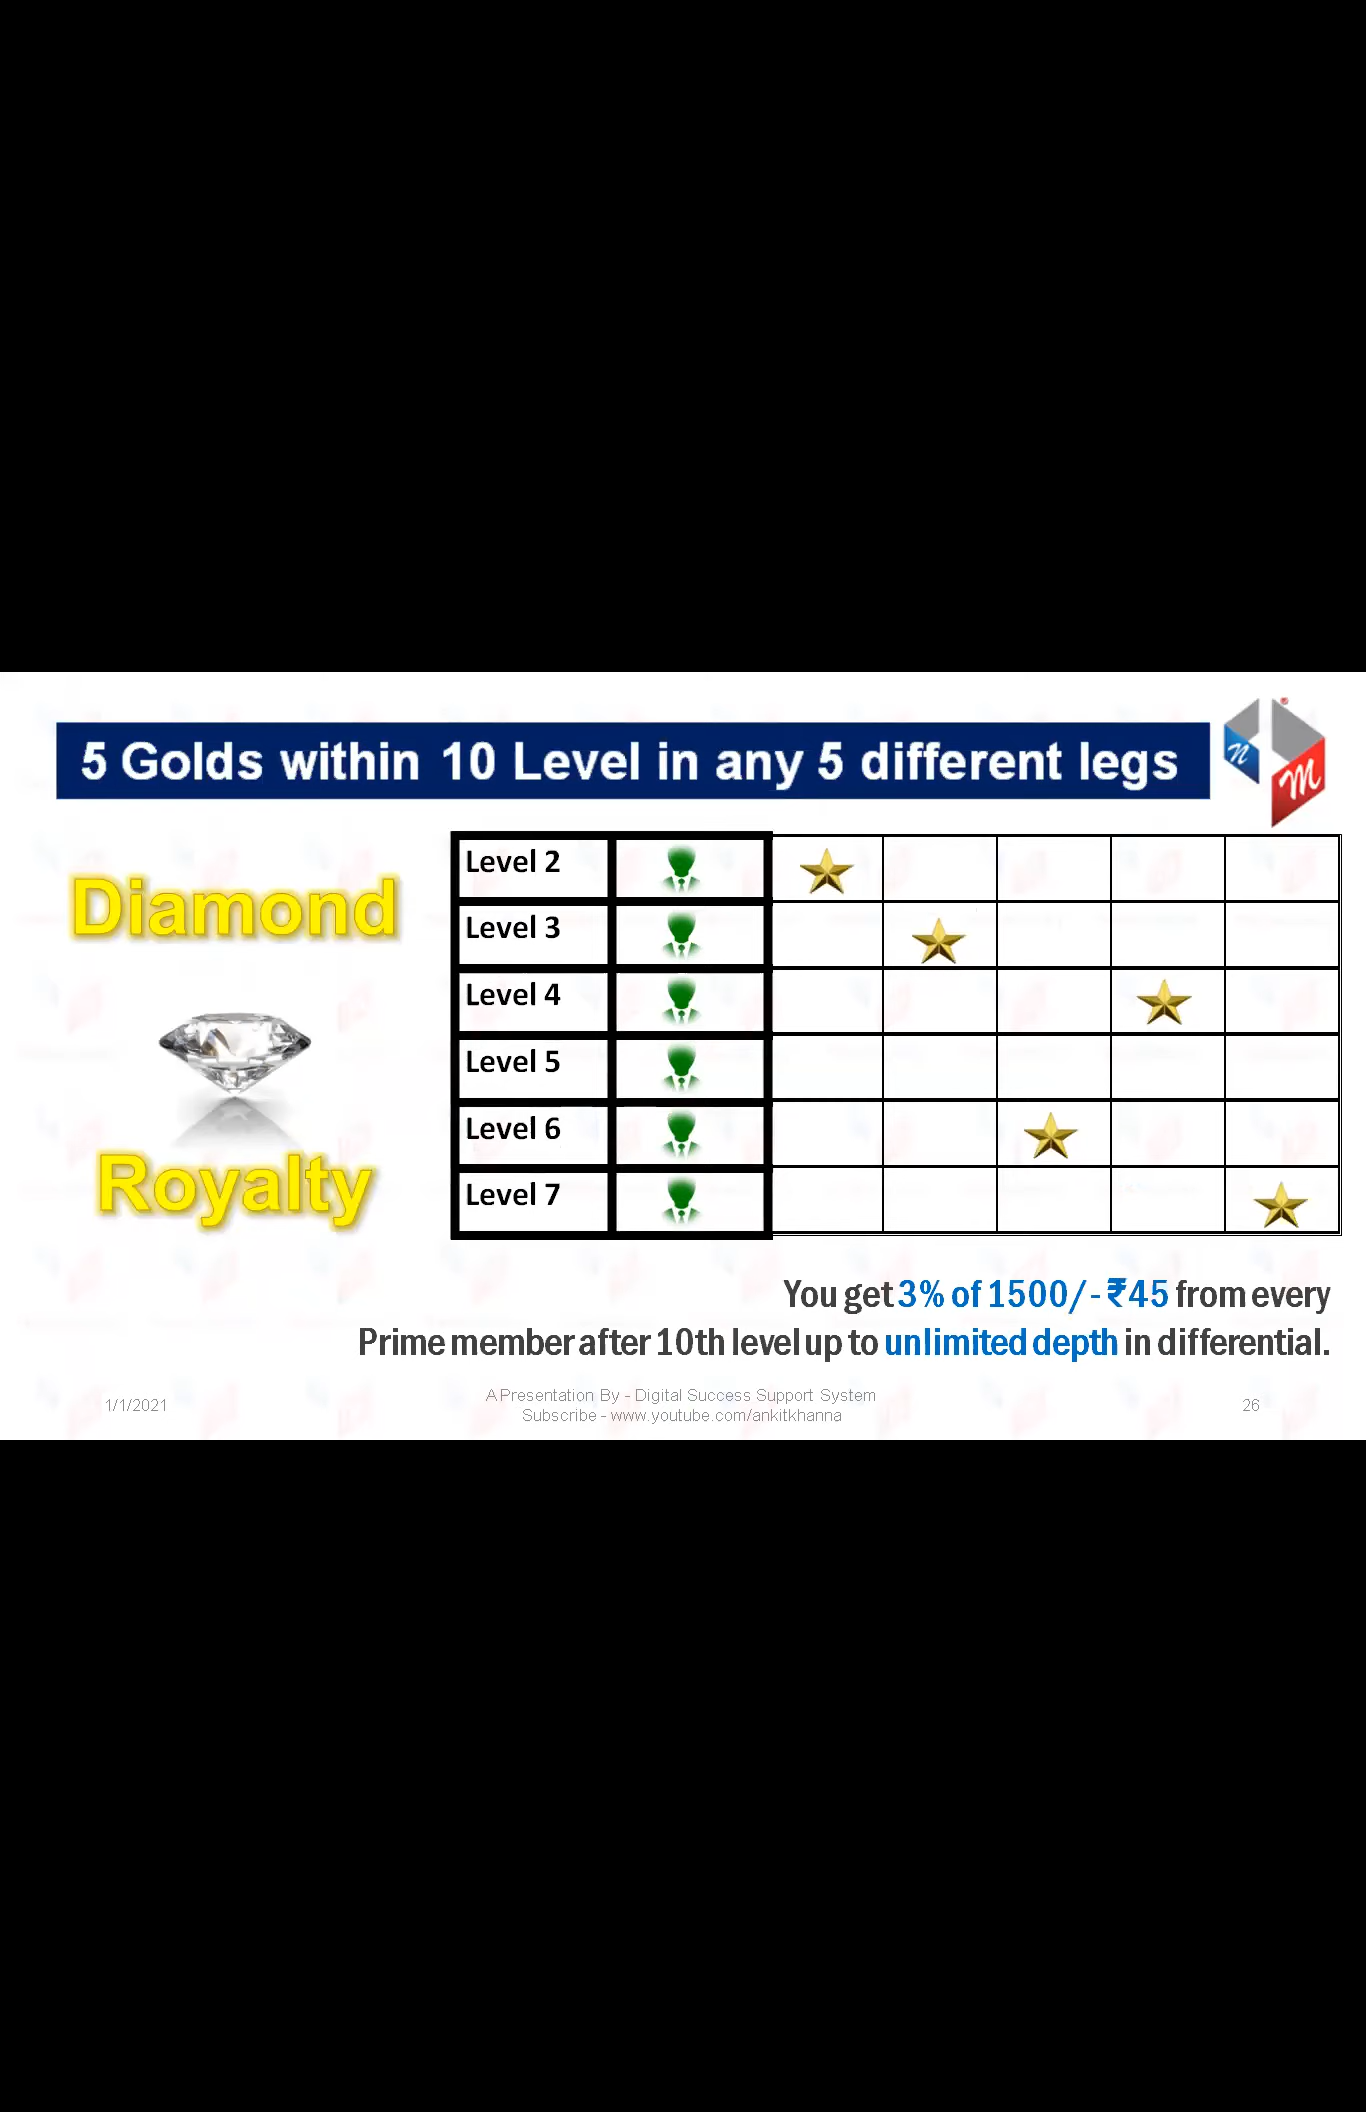 5 Golds within 10 Level in any 5 different legs
n
m
Diamond
Royalty
Level 2
Level 3
Level 4
Level 5
Level 6
Level 7
You get 3% of 1500/- ₹45 from every
Prime member after 10th level up to unlimited depth in differential.
1/1/2021
A Presentation By - Digital Success Support System
Subscribe - www.youtube.com/ankitkhanna
26